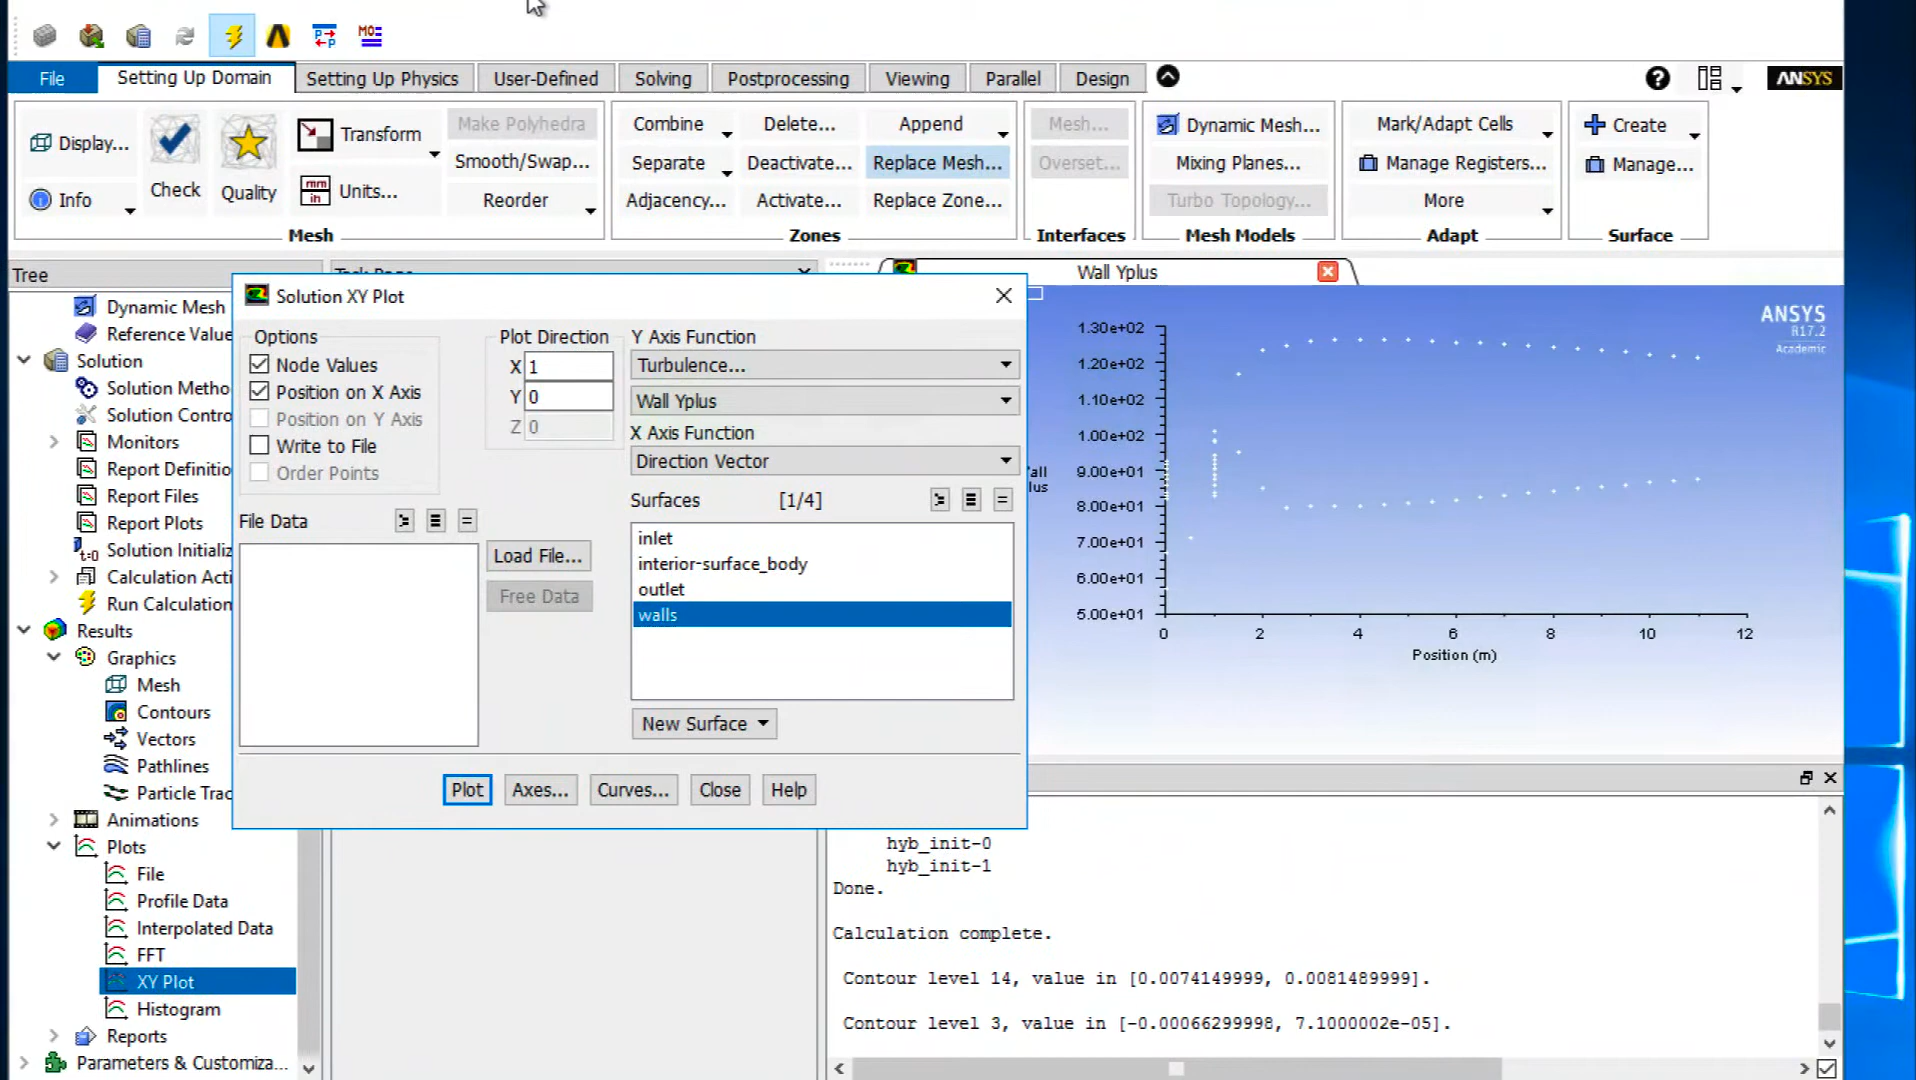 MO
File
Setting Up Domain
Setting Up Physics
User-Defined
Solving
Postprocessing
Viewing
Parallel
Design
ANSYS
Display...
Info
Check
Quality
Transform
mm
in
Units...
Make Polyhedra
Smooth/Swap...
Reorder
Mesh
Combine
Separate
Adjacency...
Delete...
Deactivate...
Activate...
Append
Replace Mesh...
Replace Zone...
Zones
Mesh...
Overset...
Interfaces
Dynamic Mesh...
Mixing Planes...
Turbo Topology...
Mesh Models
Mark/Adapt Cells
Manage Registers...
More
Adapt
Create
Manage...
Surface
Tree
Dynamic Mesh
Reference Value
Solution
Solution Metho
Solution Contro
Monitors
Report Definitio
Report Files
Report Plots
t=0
Solution Initializ
Calculation Acti
Run Calculation
Results
Graphics
Mesh
Contours
Vectors
Pathlines
Particle Trac
Animations
Plots
File
Profile Data
Interpolated Data
FFT
XY Plot
Histogram
Reports
Parameters & Customiza...
Solution XY Plot
Options
Node Values
Position on X Axis
Position on Y Axis
Write to File
Order Points
Plot Direction
X 1
Y 0
Z 0
Y Axis Function
Turbulence...
Wall Yplus
X Axis Function
Direction Vector
Surfaces [1/4]
inlet
interior-surface_body
outlet
walls
New Surface
File Data
Load File...
Free Data
Plot
Axes...
Curves...
Close
Help
Wall Yplus
ANSYS
R17.2
Academic
1.30e+02
1.20e+02
1.10e+02
1.00e+02
9.00e+01
8.00e+01
7.00e+01
6.00e+01
5.00e+01
all
lus
0 2 4 6 8 10 12
Position (m)
hyb_init-0
hyb_init-1
Done.
Calculation complete.
Contour level 14, value in [0.0074149999, 0.0081489999].
Contour level 3, value in [-0.00066299998, 7.1000002e-05].